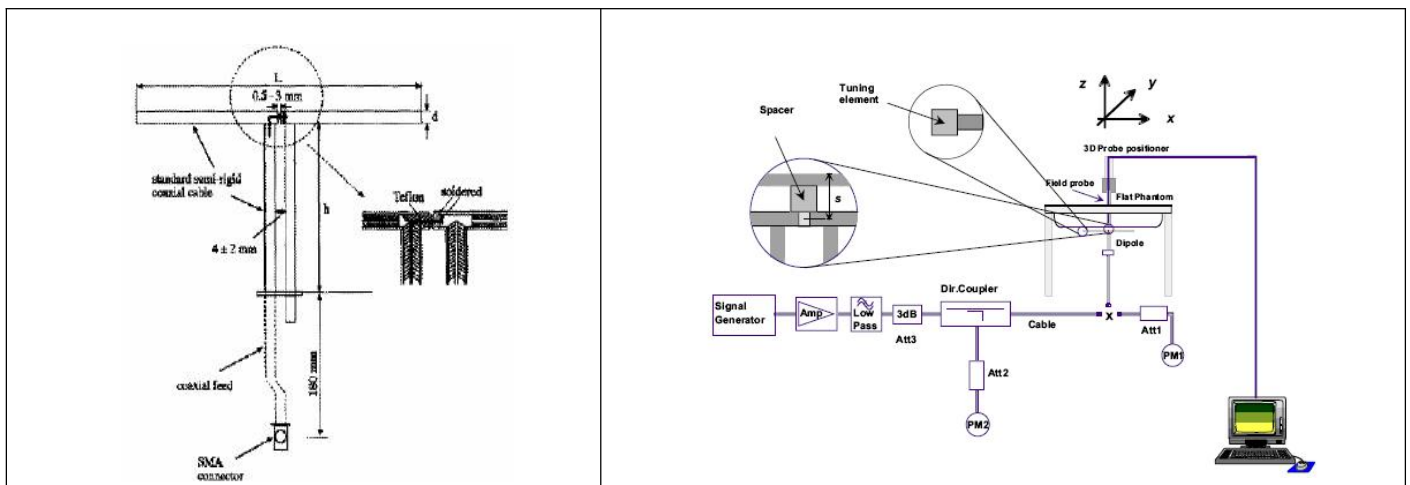 L
0.5-3 mm
d
standard semi-rigid
coaxial cable
h
Teflon
soldered
4 ± 2 mm
coaxial feed
180 mm
SMA
connector
Tuning
element
Spacer
s
z
y
x
3D Probe positioner
Field probe
Flat Phantom
Dipole
Dir.Coupler
Signal
Generator
Amp
Low
Pass
3dB
Att3
Cable
x
Att1
PM1
Att2
PM2